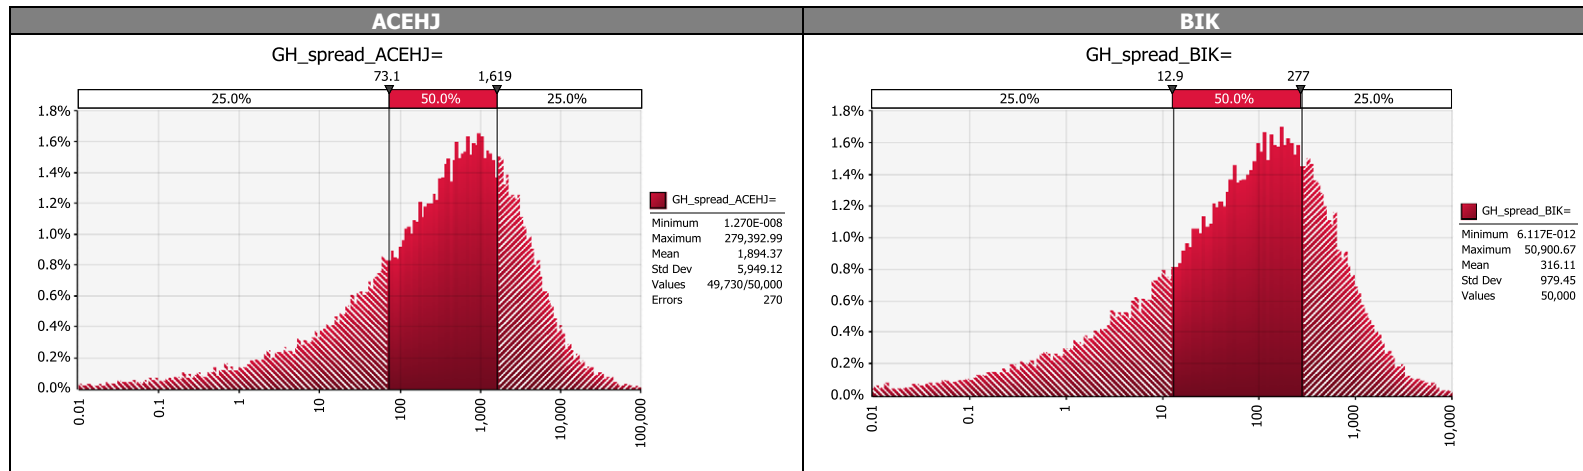 ACEHJ
GH_spread_ACEHJ=
73.1 1,619
25.0% 50.0% 25.0%
1.8%
1.6%
1.4%
1.2%
1.0%
0.8%
0.6%
0.4%
0.2%
0.0%
0.01 0.1 1 10 100 1,000 10,000 100,0000
GH_spread_ACEHJ=
Minimum 1.270E-008
Maximum 279,392.99
Mean 1,894.37
Std Dev 5,949.12
Values 49,730/50,000
Errors 270
BIK
GH_spread_BIK=
12.9 277
25.0% 50.0% 25.0%
1.8%
1.6%
1.4%
1.2%
1.0%
0.8%
0.6%
0.4%
0.2%
0.0%
0.01 0.1 1 10 100 1,000 10,000
GH_spread_BIK=
Minimum 6.117E-012
Maximum 50,900.67
Mean 316.11
Std Dev 979.45
Values 50,000